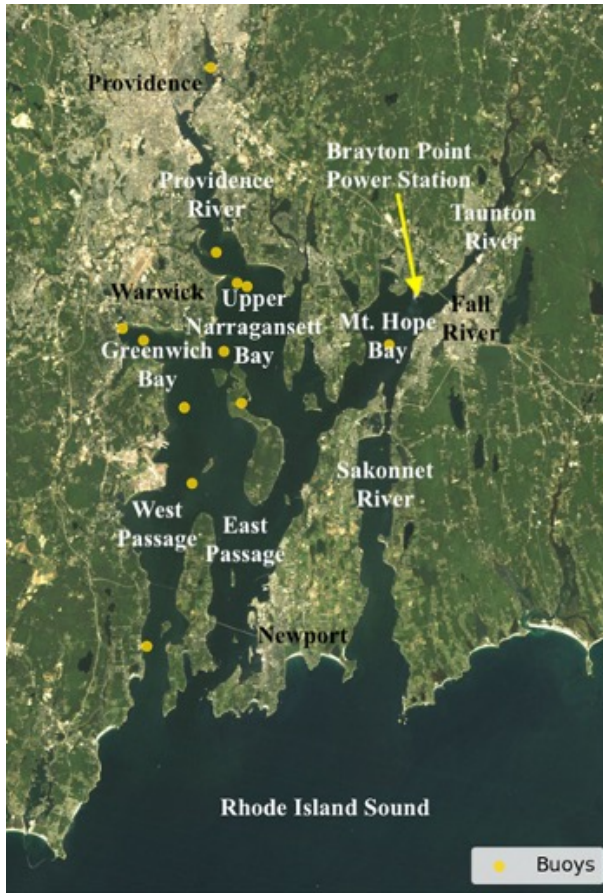 Providence
Brayton Point
Power Station
Providence
River
Taunton
River
Warwick
Upper
Narragansett
Bay
Fall
River
Mt. Hope
Bay
Greenwich
Bay
Sakonnet
River
West
Passage
East
Passage
Newport
Rhode Island Sound
Buoys